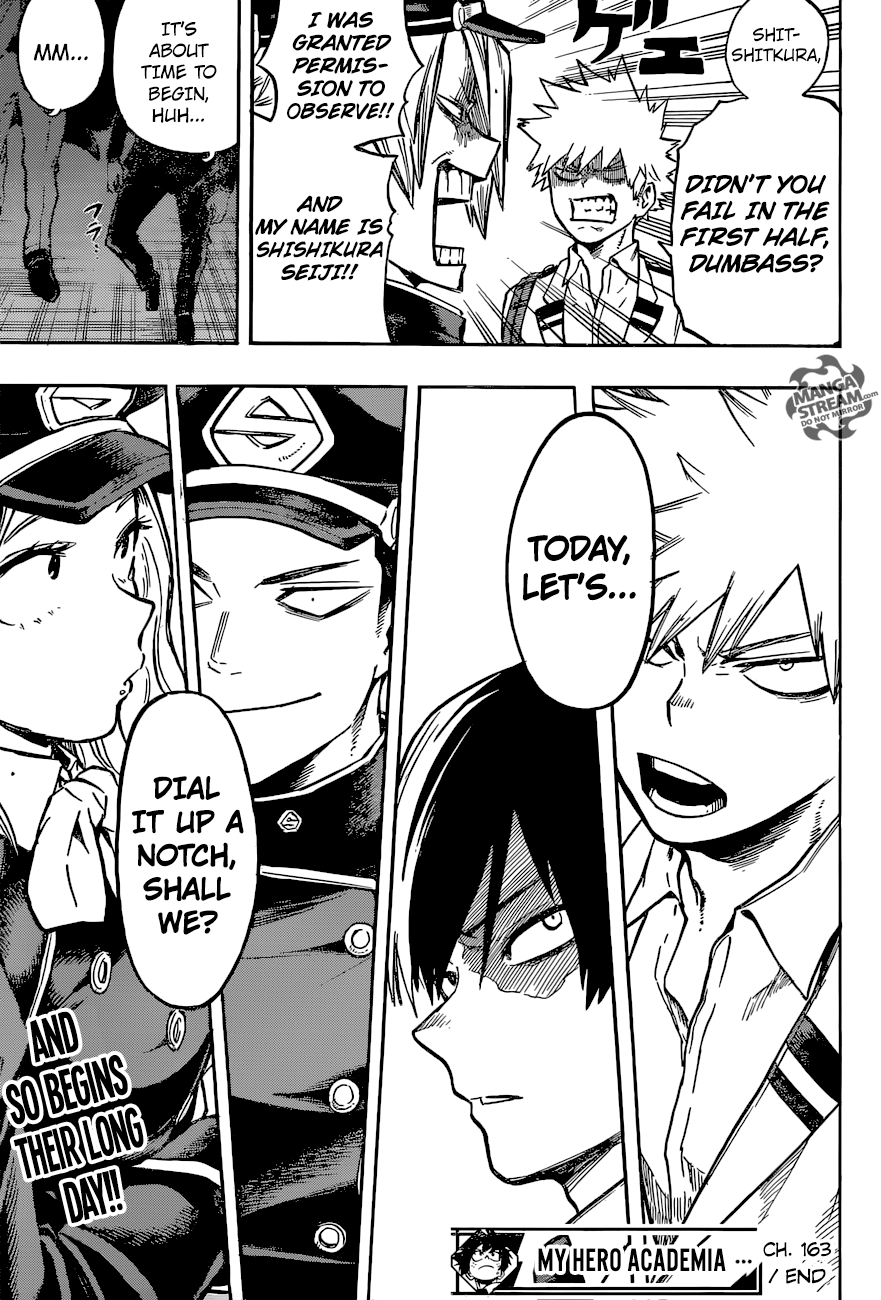 SHIT-
SHITKURA,
DIDN'T YOU
FAIL IN THE
FIRST HALF,
DUMBASS?
ゲエ
I WAS
GRANTED
PERMIS-
SION TO
OBSERVE!!
AND
MY NAME IS
SHISHIKURA
SEIJI!!
IT'S
ABOUT
TIME TO
BEGIN,
HUH...
MM...
MANGA
STREAM.com
DO NOT MIRROR
TODAY,
LET'S...
DIAL
IT UP A
NOTCH,
SHALL
WE?
AND
SO BEGINS
THEIR LONG
DAY!!
MY HERO ACADEMIA ...
CH. 163
/ END